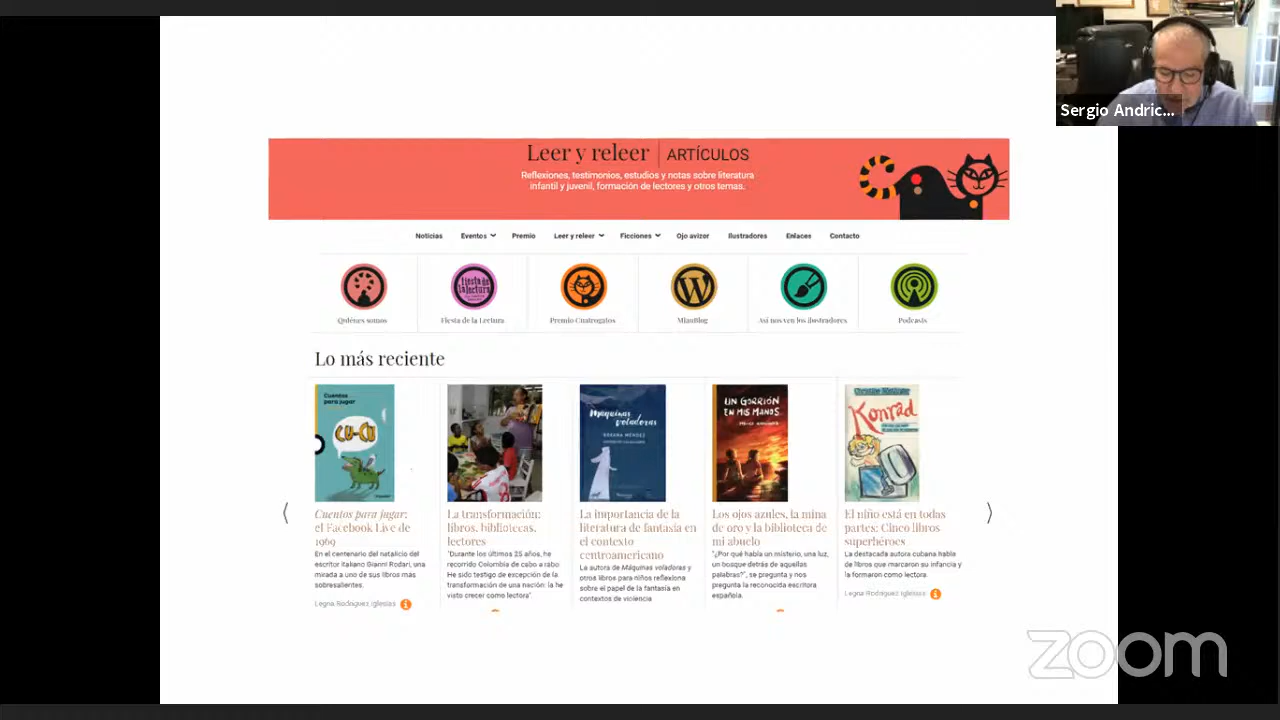 Sergio Andric...
Leer y releer | ARTÍCULOS
Reflexiones, testimonios, estudios y notas sobre literatura
infantil y juvenil, formación de lectores y otros temas.
Noticias Eventos Premio Leer y releer Ficciones Ojo avizor Ilustradores Enlaces Contacto
Quiénes somos Fiesta de la Lectura Premio Cuatrogatos MiauBlog Así nos ven los ilustradores Podcasts
Lo más reciente
Cuentos
para jugar
CU-CU
Máquinas
voladoras
UN GORRIÓN
EN MIS MANOS
Konrad
Cuentos para jugar:
el Facebook Live de
1969
En el centenario del natalicio del
escritor italiano Gianni Rodari, una
mirada a uno de sus libros más
sobresalientes.
Legna Rodríguez Iglesias
La transformación:
libros, bibliotecas,
lectores
"Durante los últimos 25 años, he
recorrido Colombia de cabo a rabo
He sido testigo de excepción de la
transformación de una nación: la he
visto crecer como lectora"
La importancia de la
literatura de fantasía en
el contexto
centroamericano
La autora de Máquinas voladoras y
otros libros para niños reflexiona
sobre el papel de la fantasía en
contextos de violencia
Los ojos azules, la mina
de oro y la biblioteca de
mi abuelo
"¿Por qué había un misterio, una luz,
un bosque detrás de aquellas
palabras?", se pregunta y nos
pregunta la reconocida escritora
española.
El niño está en todas
partes: Cinco libros
superhéroes
La destacada autora cubana hable
de libros que marcaron su infancia y
la formaron como lectora.
Legna Rodríguez Iglesias
zoom